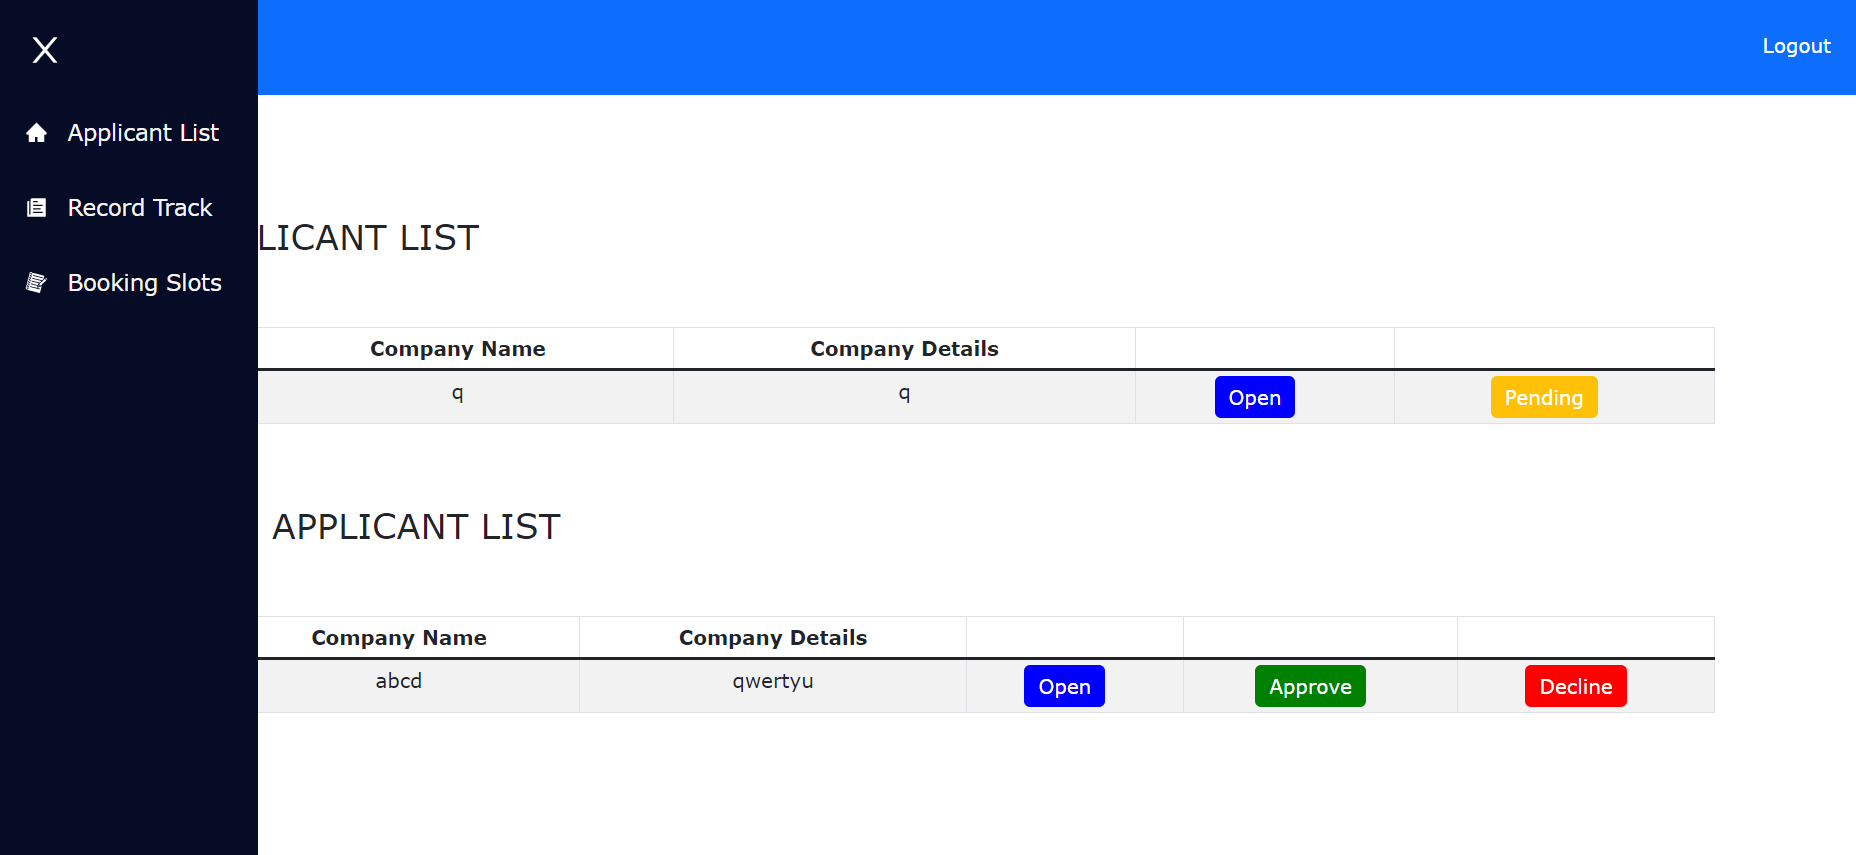 X
Logout
Applicant List
Record Track
Booking Slots
LICANT LIST
Company Name Company Details
q q Open Pending
APPLICANT LIST
Company Name Company Details
abcd qwertyu Open Approve Decline